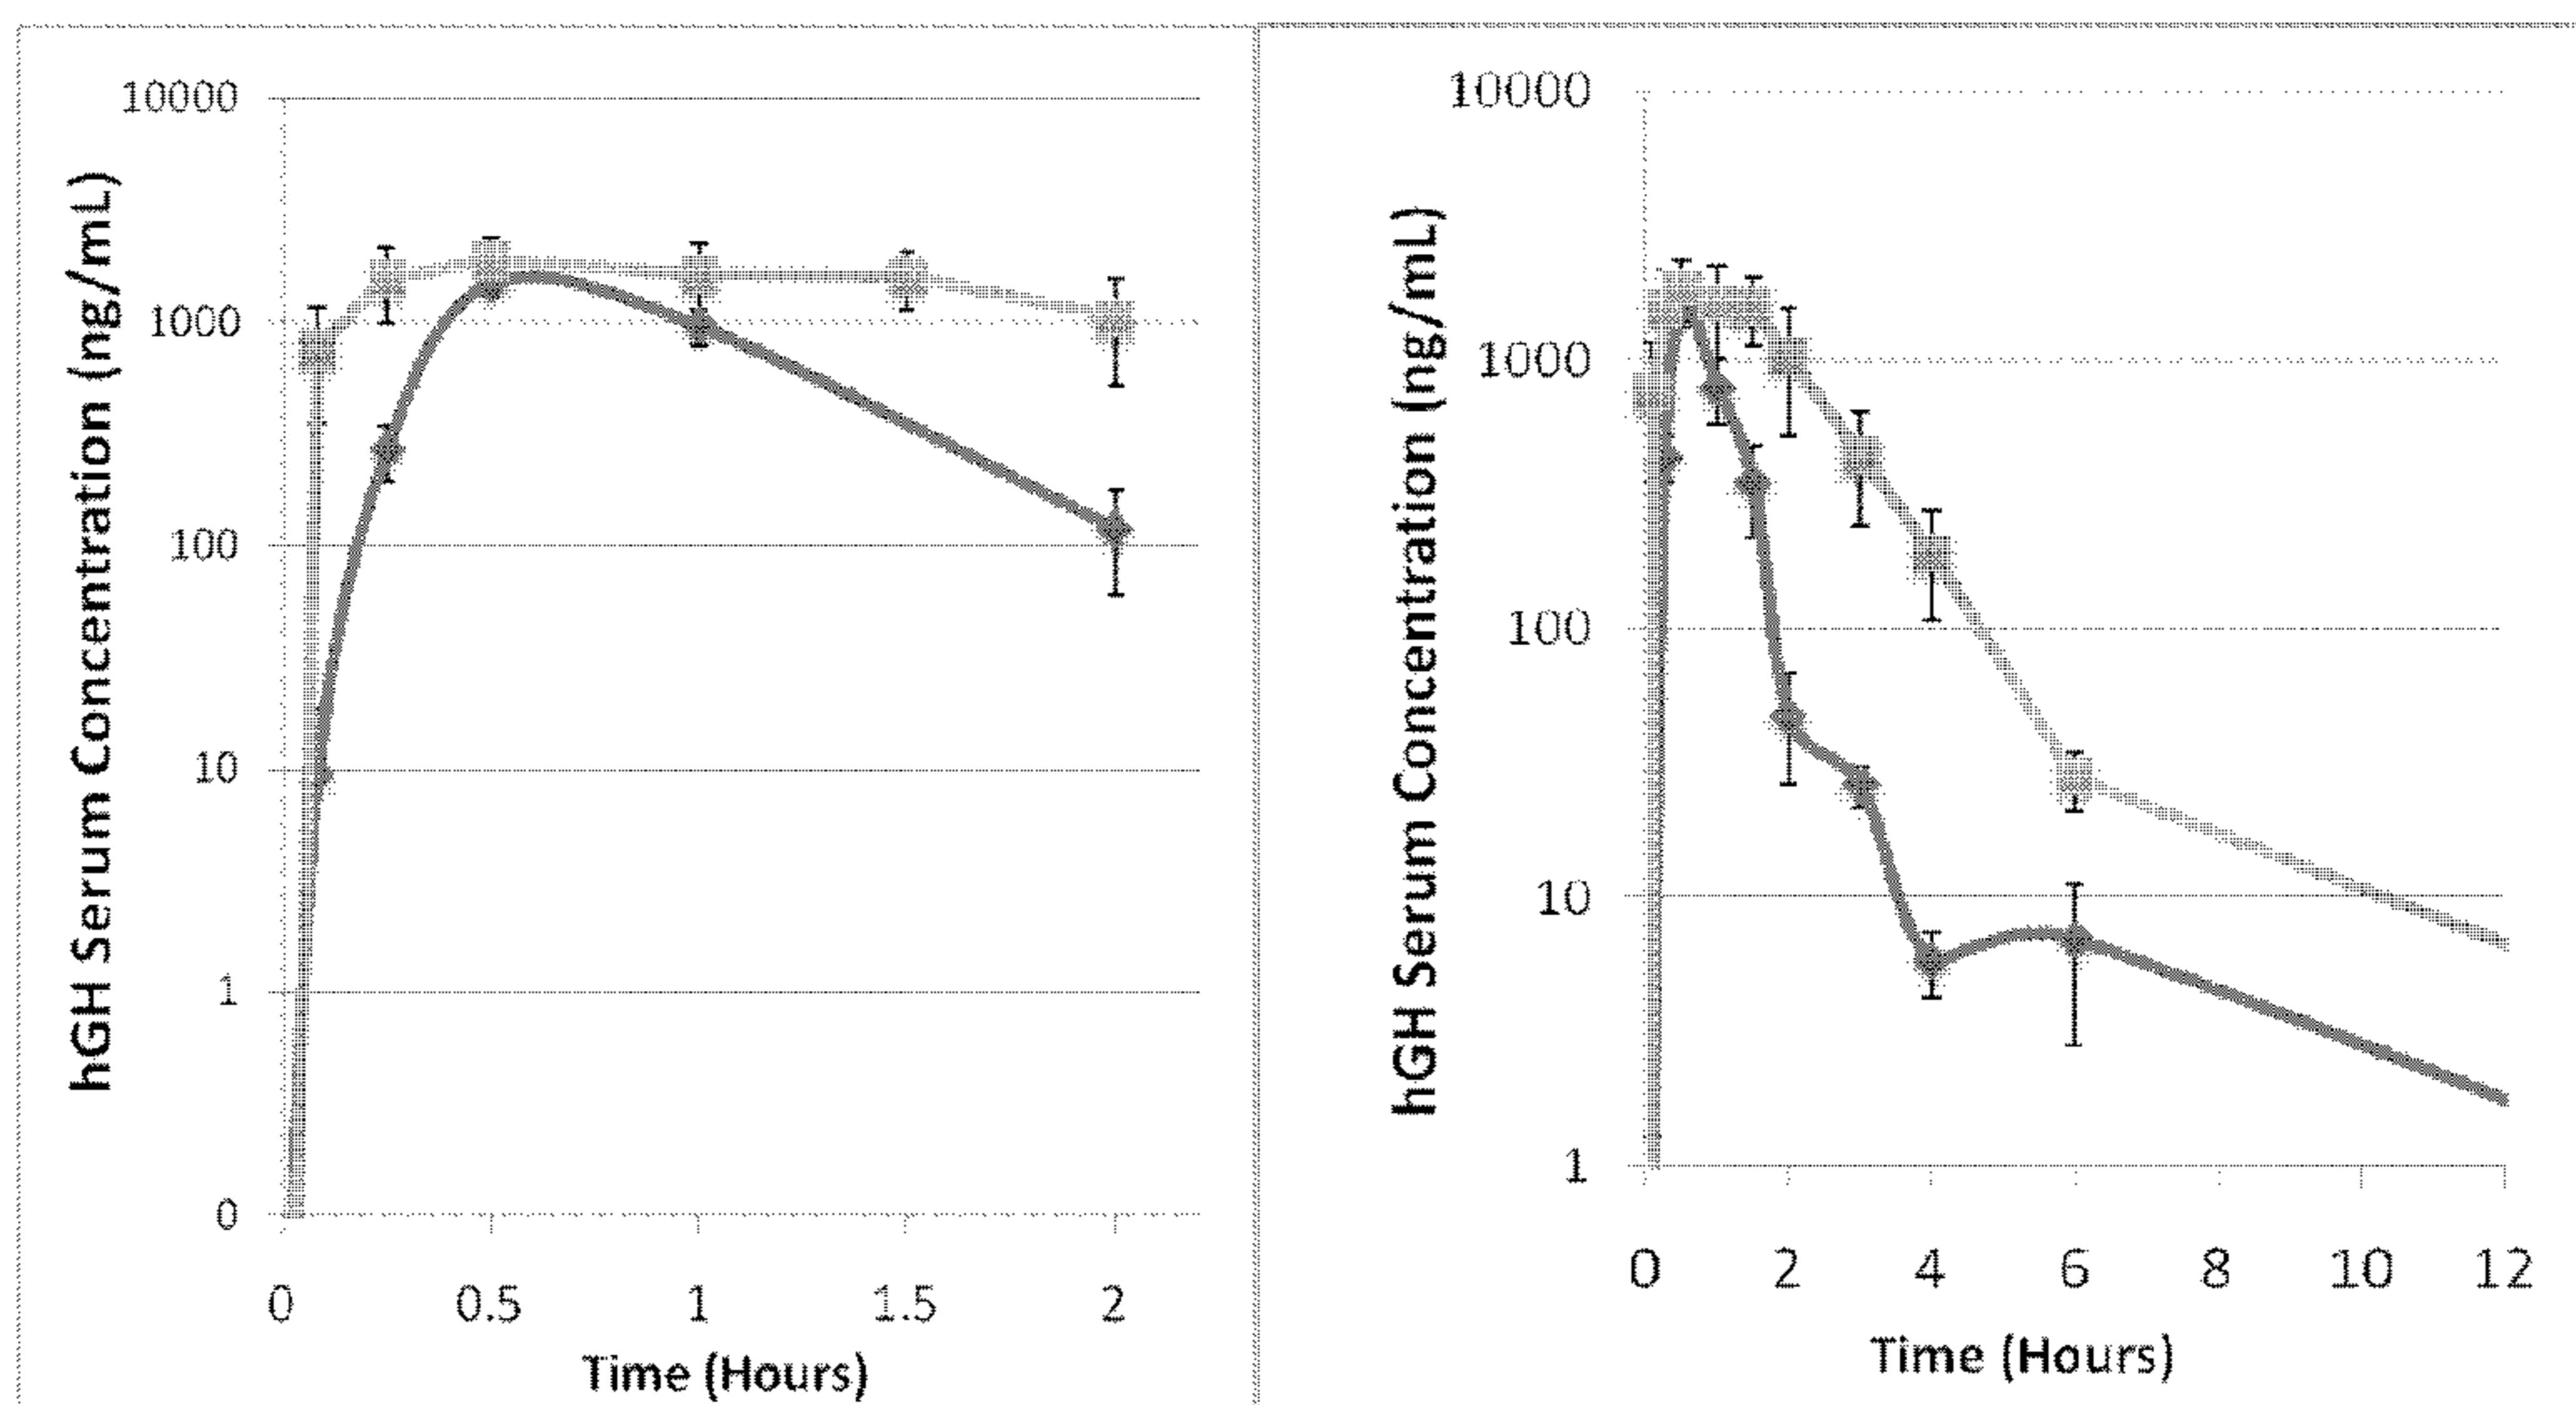 hGH Serum Concentration (ng/mL)
10000
1000
100
10
1
0
0 0.5 1 1.5 2
Time (Hours)
hGH Serum Concentration (ng/mL)
10000
1000
100
10
1
0 2 4 6 8 10 12
Time (Hours)